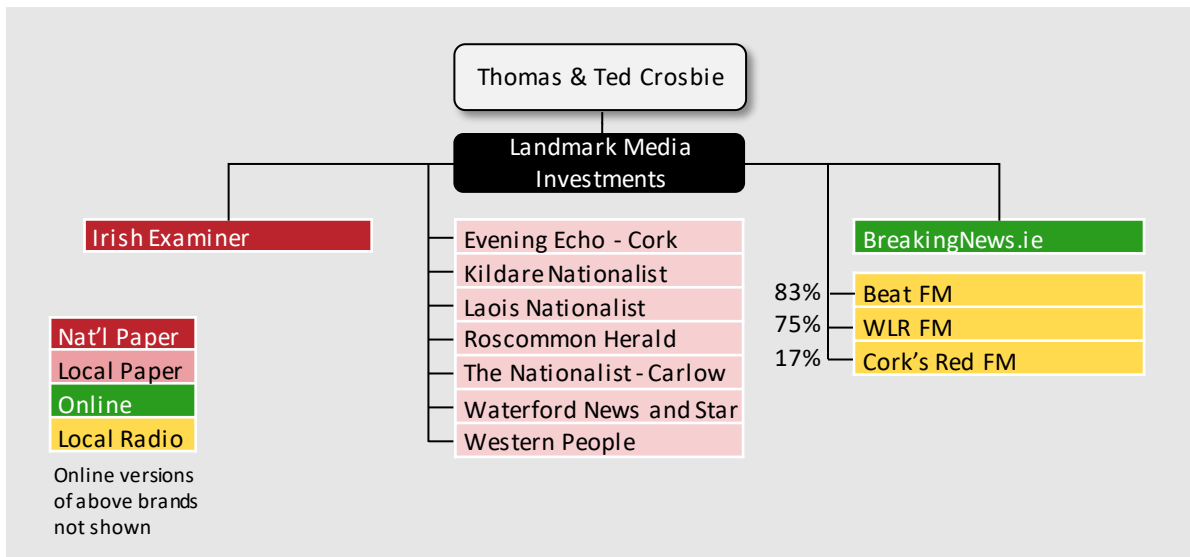 Thomas & Ted Crosbie
Landmark Media
Investments
Irish Examiner
Evening Echo - Cork
Kildare Nationalist
Laois Nationalist
Roscommon Herald
The Nationalist - Carlow
Waterford News and Star
Western People
BreakingNews.ie
83% Beat FM
75% WLR FM
17% Cork's Red FM
Nat'l Paper
Local Paper
Online
Local Radio
Online versions
of above brands
not shown